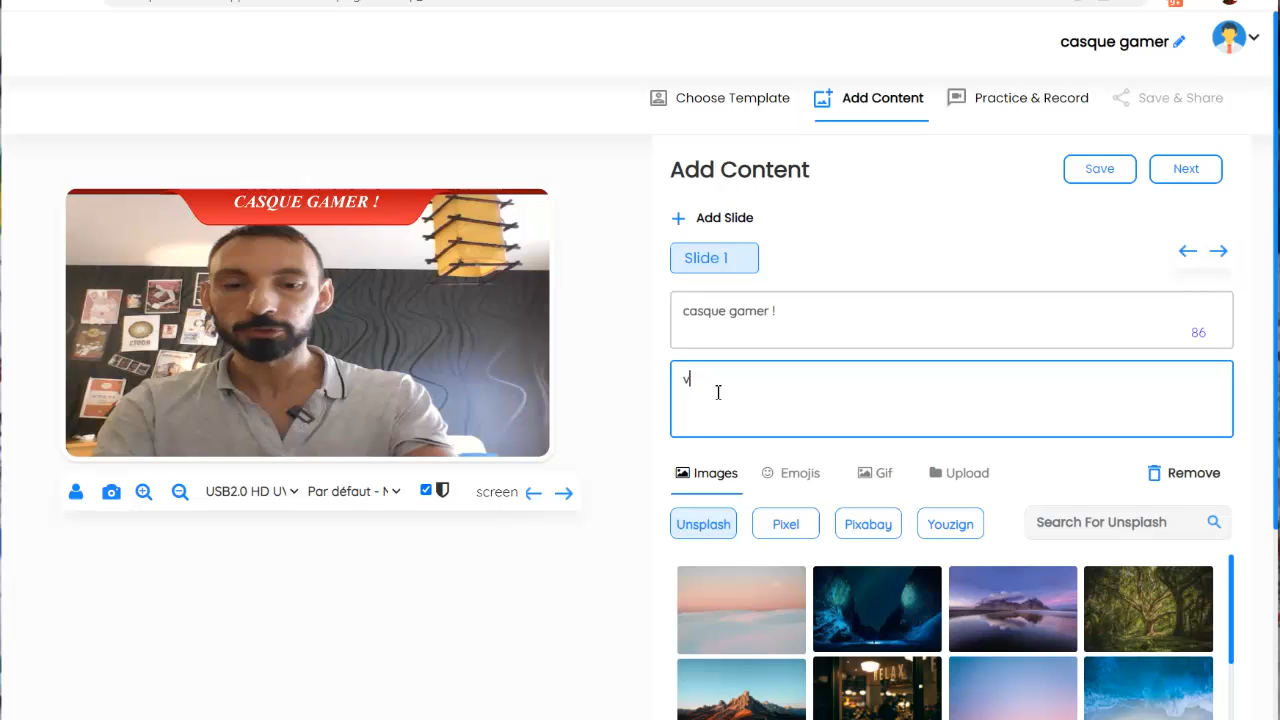 casque gamer
Choose Template
Add Content
Practice & Record
Save & Share
Add Content
Save
Next
Add Slide
Slide 1
CASQUE GAMER !
casque gamer !
86
v
Images
Emojis
Gif
Upload
Remove
USB2.0 HD U\
Par défaut - N
screen
Unsplash
Pixel
Pixabay
Youzign
Search For Unsplash
RELAX